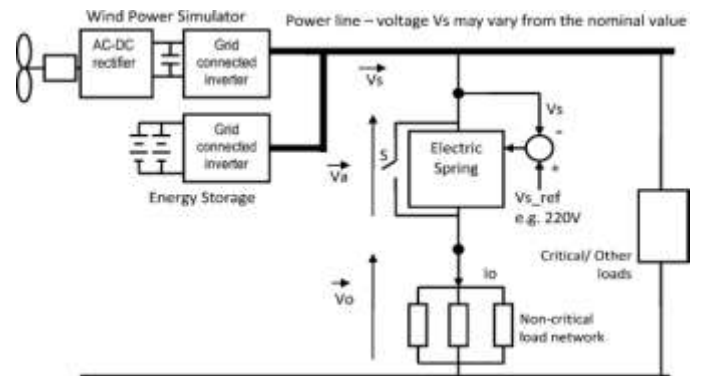 Wind Power Simulator
Power line – voltage Vs may vary from the nominal value
AC-DC
rectifier
Grid
connected
inverter
Vs
Grid
connected
inverter
Energy Storage
Va
S
Electric
Spring
Vs
-
+
Vs_ref
e.g. 220V
Critical/ Other
loads
Vo
Io
Non-critical
load network